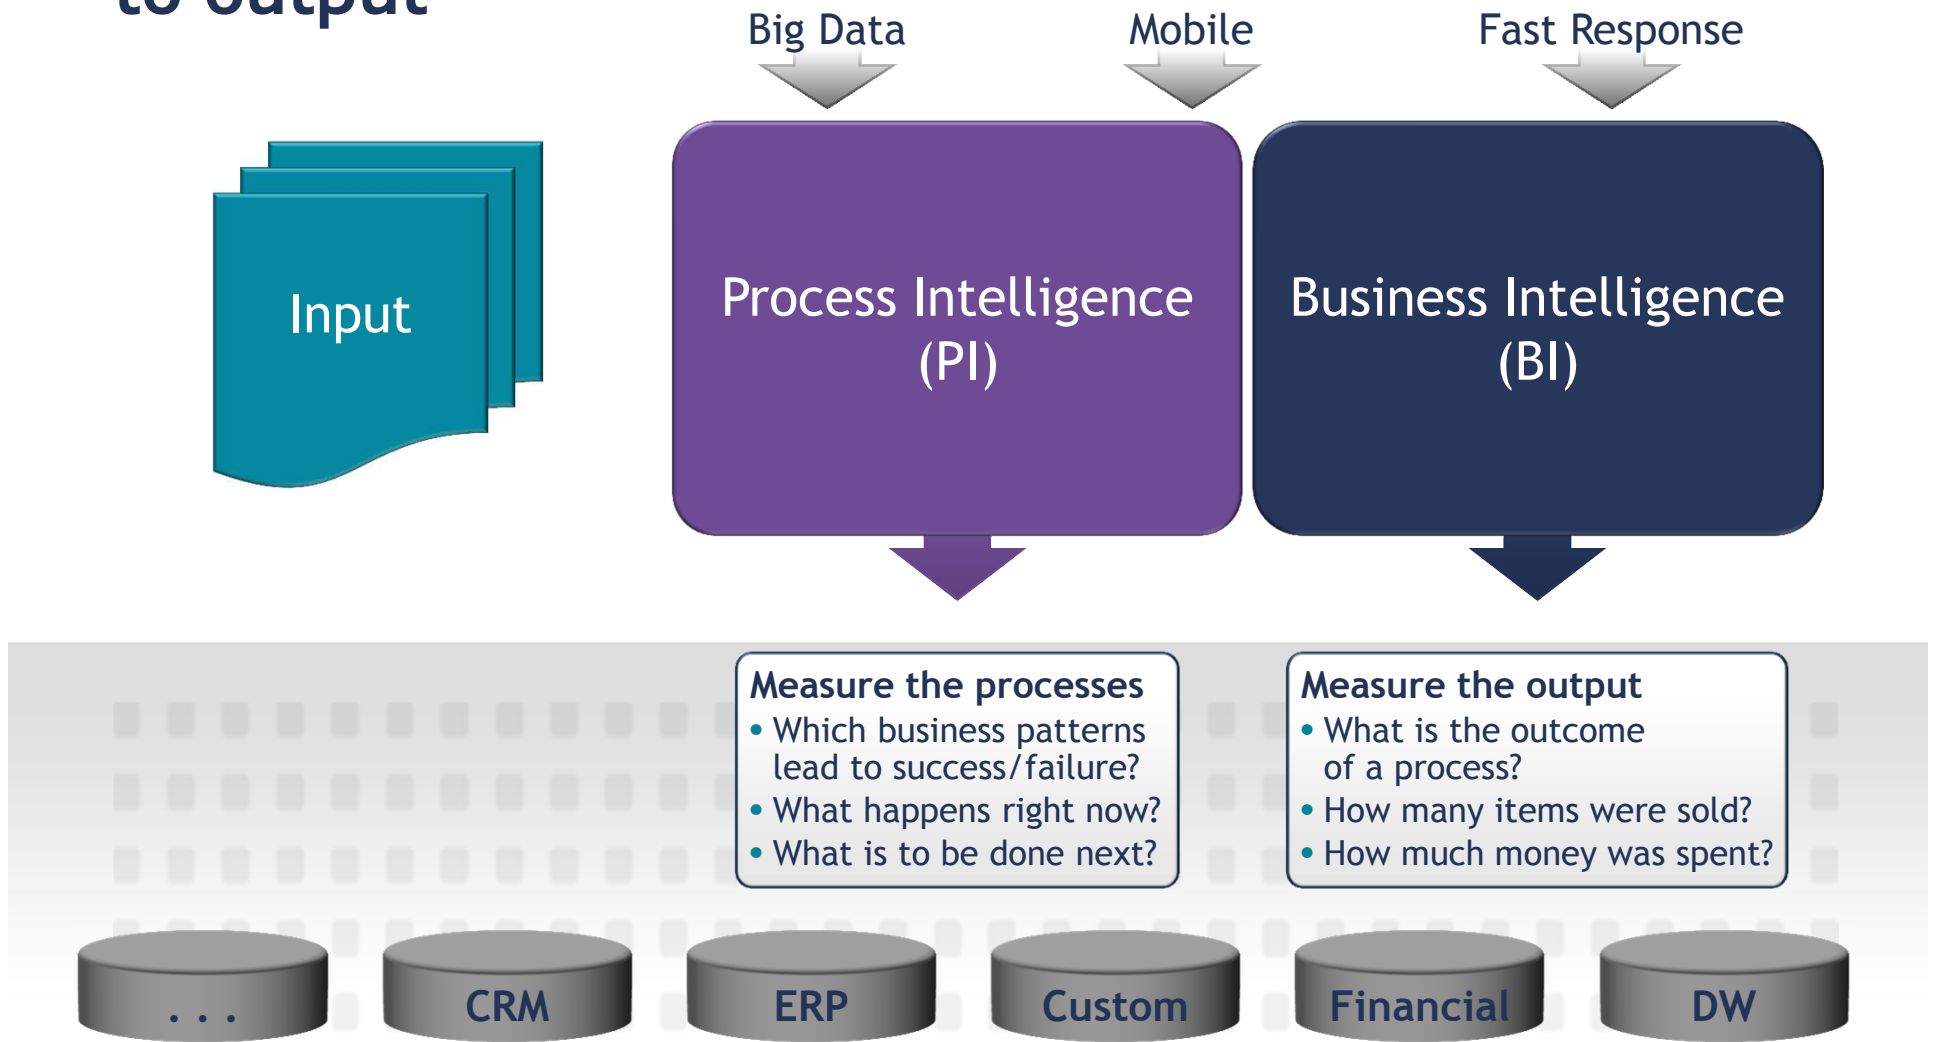 to output
Big Data
Mobile
Fast Response
Input
Process Intelligence
(PI)
Business Intelligence
(BI)
Measure the processes
• Which business patterns
lead to success/failure?
• What happens right now?
• What is to be done next?
Measure the output
• What is the outcome
of a process?
• How many items were sold?
• How much money was spent?
. . .
CRM
ERP
Custom
Financial
DW